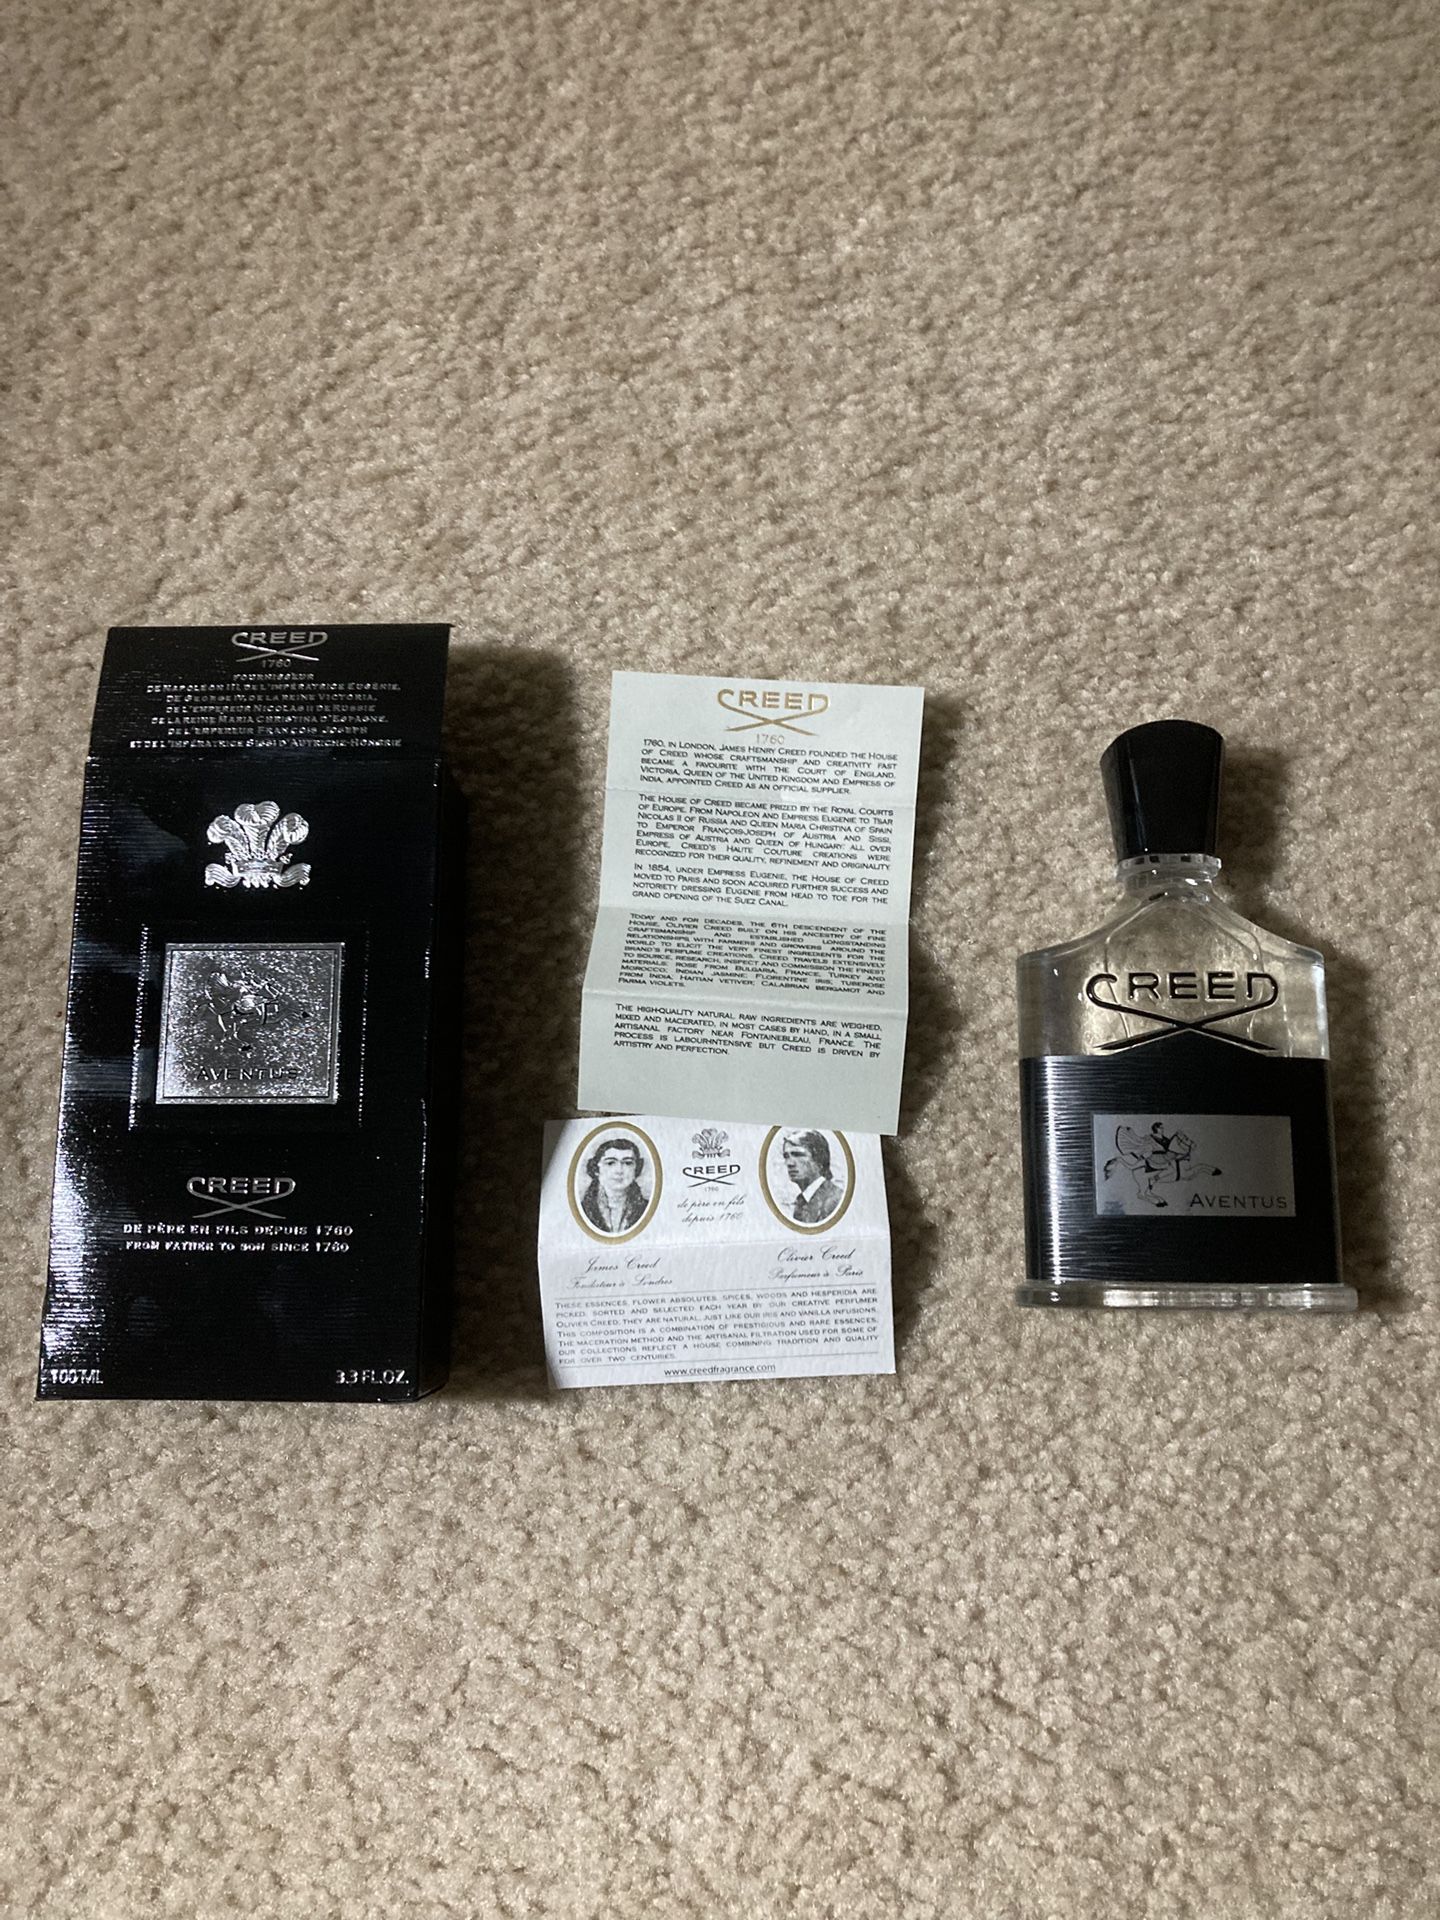 CREED
1760
FOURNISSEUR
DE NAPOLEON III, DE L'IMPÉRATRICE EUGÉNIE,
DE GEORGE IV, DE LA REINE VICTORIA,
DE L'EMPEREUR NICOLAS II DE RUSSIE
DE LA REINE MARIA CHRISTINA D'ESPAGNE,
DE L'EMPEREUR FRANCOIS JOSEPH
ET DE L'IMPÉRATRICE SISSI D'AUTRICHE-HONGRIE
AVENTUS
CREED
DE PÈRE EN FILS DEPUIS 1760
FROM FATHER TO SON SINCE 1760
100ML
3.3 FL.OZ.
CREED
1760
1760, IN LONDON, JAMES HENRY CREED FOUNDED THE HOUSE
OF CREED WHOSE CRAFTSMANSHIP AND CREATIVITY FAST
BECAME A FAVOURITE WITH THE COURT OF ENGLAND.
VICTORIA, QUEEN OF THE UNITED KINGDOM AND EMPRESS OF
INDIA, APPOINTED CREED AS AN OFFICIAL SUPPLIER.
THE HOUSE OF CREED BECAME PRIZED BY THE ROYAL COURTS
OF EUROPE. FROM NAPOLEON AND EMPRESS EUGENIE TO TSAR
NICOLAS II OF RUSSIA AND QUEEN MARIA CHRISTINA OF SPAIN
TO EMPEROR FRANÇOIS-JOSEPH OF AUSTRIA AND SISSI,
EMPRESS OF AUSTRIA AND QUEEN OF HUNGARY. ALL OVER
EUROPE, CREED'S HAUTE COUTURE CREATIONS WERE
RECOGNIZED FOR THEIR QUALITY, REFINEMENT AND ORIGINALITY
IN 1854, UNDER EMPRESS EUGENIE, THE HOUSE OF CREED
MOVED TO PARIS AND SOON ACQUIRED FURTHER SUCCESS AND
NOTORIETY DRESSING EUGENIE FROM HEAD TO TOE FOR THE
GRAND OPENING OF THE SUEZ CANAL.
TODAY AND FOR DECADES, THE 6TH DESCENDENT OF THE
HOUSE, OLIVIER CREED BUILT ON HIS ANCESTRY OF FINE
CRAFTSMANSHIP AND ESTABLISHED LONGSTANDING
RELATIONSHIPS WITH FARMERS AND GROWERS AROUND THE
WORLD TO ELICIT THE VERY FINEST INGREDIENTS FOR THE
BRAND'S PERFUME CREATIONS. CREED TRAVELS EXTENSIVELY
TO SOURCE, RESEARCH, INSPECT AND COMMISSION THE FINEST
MATERIALS: ROSE FROM BULGARIA, FRANCE, TURKEY AND
MOROCCO; INDIAN JASMINE; FLORENTINE IRIS; TUBEROSE
FROM INDIA; HAITIAN VETIVER; CALABRIAN BERGAMOT AND
PARMA VIOLETS.
THE HIGH-QUALITY NATURAL RAW INGREDIENTS ARE WEIGHED,
MIXED AND MACERATED, IN MOST CASES BY HAND, IN A SMALL
ARTISANAL FACTORY NEAR FONTAINEBLEAU, FRANCE. THE
PROCESS IS LABOUR-INTENSIVE BUT CREED IS DRIVEN BY
ARTISTRY AND PERFECTION.
CREED
1760
de père en fils
depuis 1760
James Creed
Fondateur à Londres
Olivier Creed
Parfumeur à Paris
THESE ESSENCES, FLOWER ABSOLUTES, SPICES, WOODS AND HESPERIDIA ARE
PICKED, SORTED AND SELECTED EACH YEAR BY OUR CREATIVE PERFUMER
OLIVIER CREED. THEY ARE NATURAL, JUST LIKE OUR IRIS AND VANILLA INFUSIONS.
THIS COMPOSITION IS A COMBINATION OF PRESTIGIOUS AND RARE ESSENCES.
THE MACERATION METHOD AND THE ARTISANAL FILTRATION USED FOR SOME OF
OUR COLLECTIONS REFLECT A HOUSE COMBINING TRADITION AND QUALITY
FOR OVER TWO CENTURIES.
www.creedfragrance.com
CREED
AVENTUS